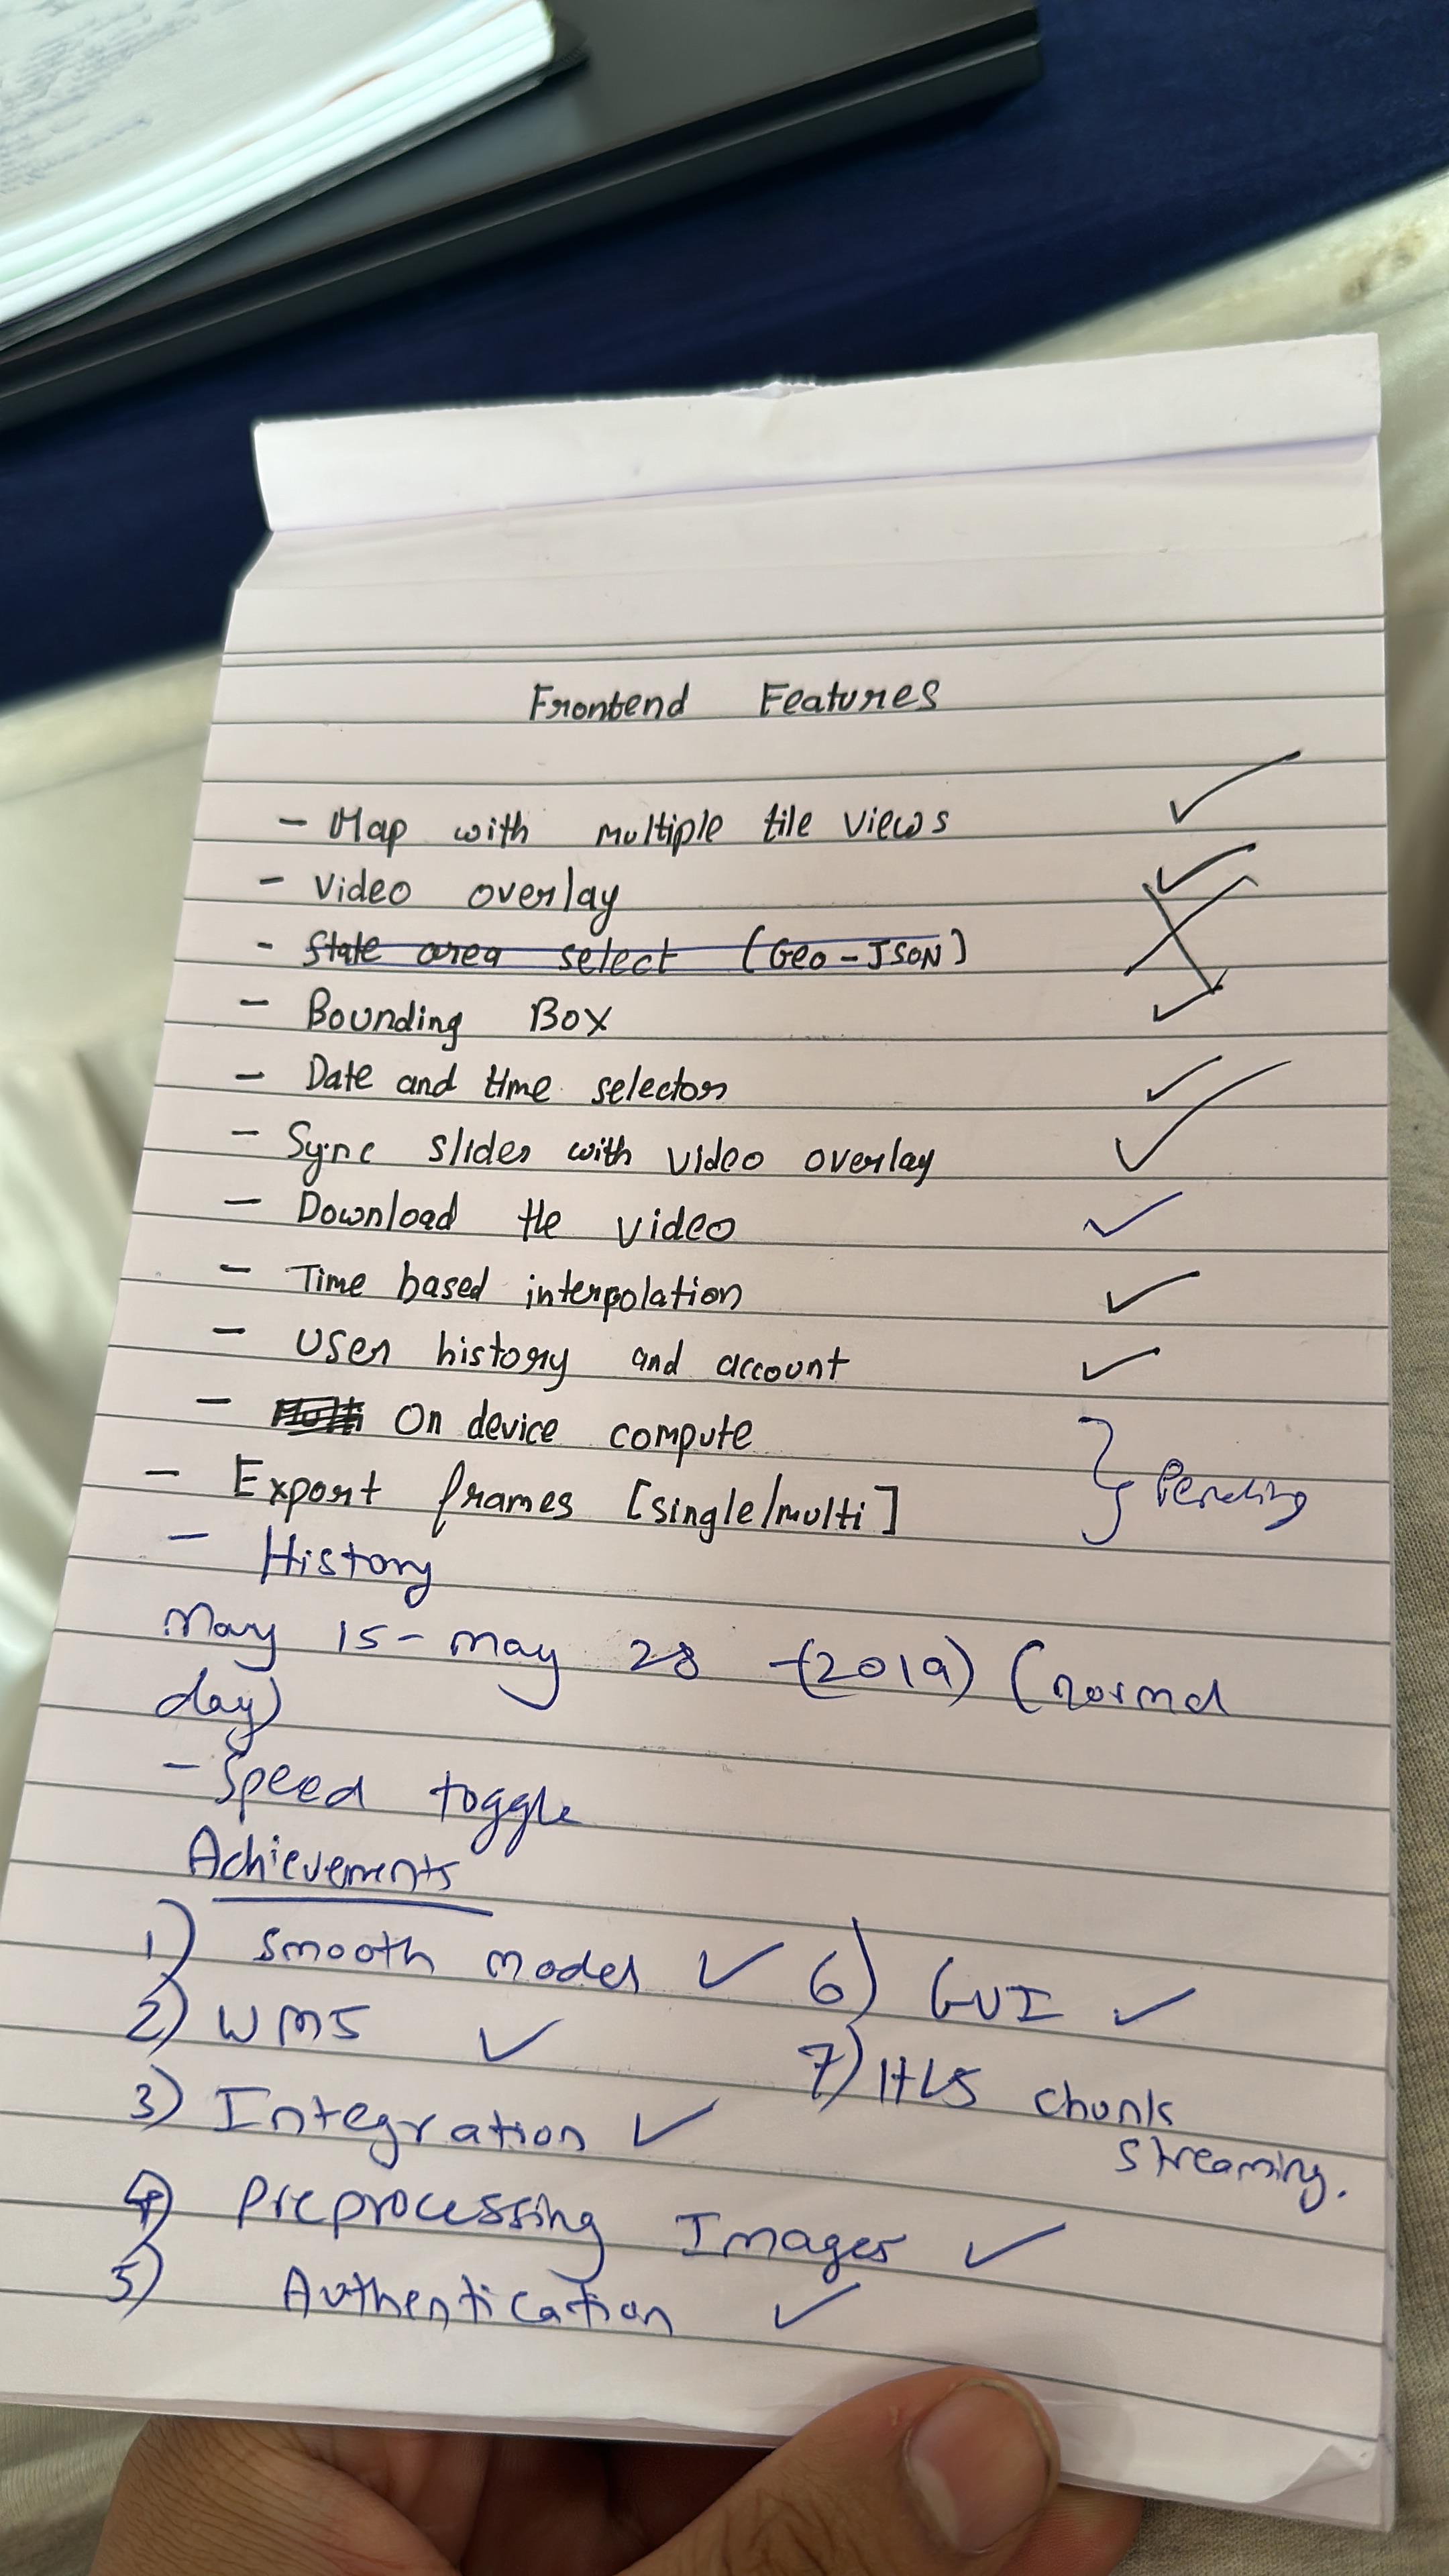 Frontend Features
- Map with multiple tile views ✓
- Video overlay ✓
- State area select (Geo-JSON) ✗
- Bounding Box ✓
- Date and time selector ✓
- Sync slider with video overlay ✓
- Download the video ✓
- Time based interpolation ✓
- User history and account ✓
- On device compute
} Pending
- Export frames [single/multi]
- History
May 15 - May 28 - (2019) (normal
day)
- Speed toggle
Achievements
1) Smooth model ✓
2) WMS ✓
3) Integration ✓
4) Preprocessing Images ✓
5) Authentication ✓
6) GUI ✓
7) HLS chunk
streaming.